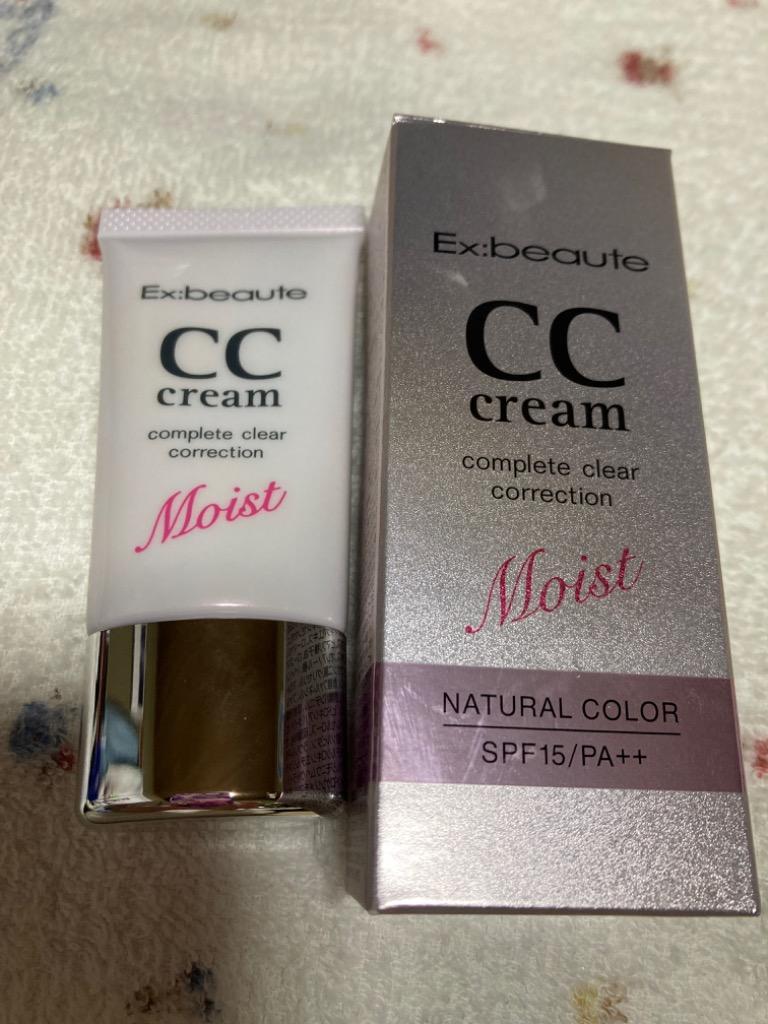 Ex:beaute
CC
cream
complete clear
correction
Moist
Ex:beaute
CC
cream
complete clear
correction
Moist
NATURAL COLOR
SPF15/PA++